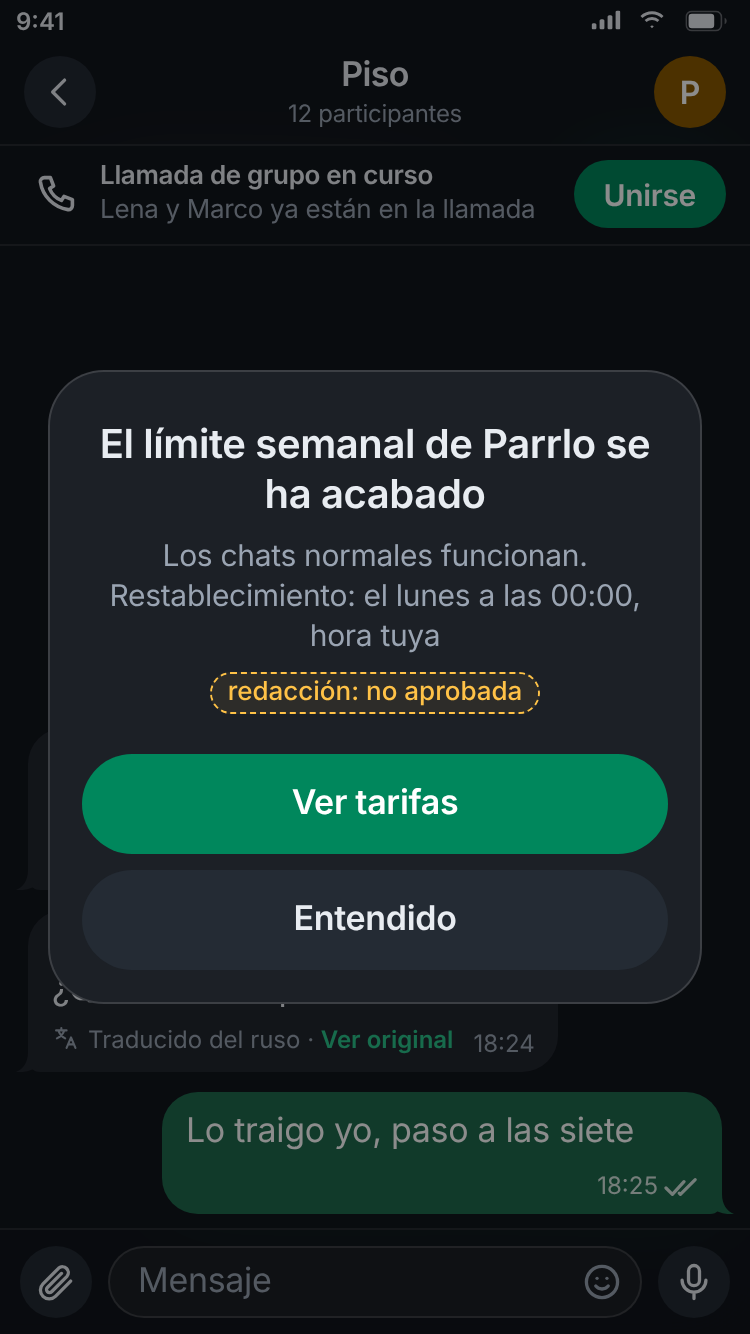 9:41
Piso
12 participantes
P
Llamada de grupo en curso
Lena y Marco ya están en la llamada
Unirse
El límite semanal de Parrlo se
ha acabado
Los chats normales funcionan.
Restablecimiento: el lunes a las 00:00,
hora tuya
redacción: no aprobada
Ver tarifas
Entendido
Traducido del ruso · Ver original 18:24
Lo traigo yo, paso a las siete
18:25
Mensaje